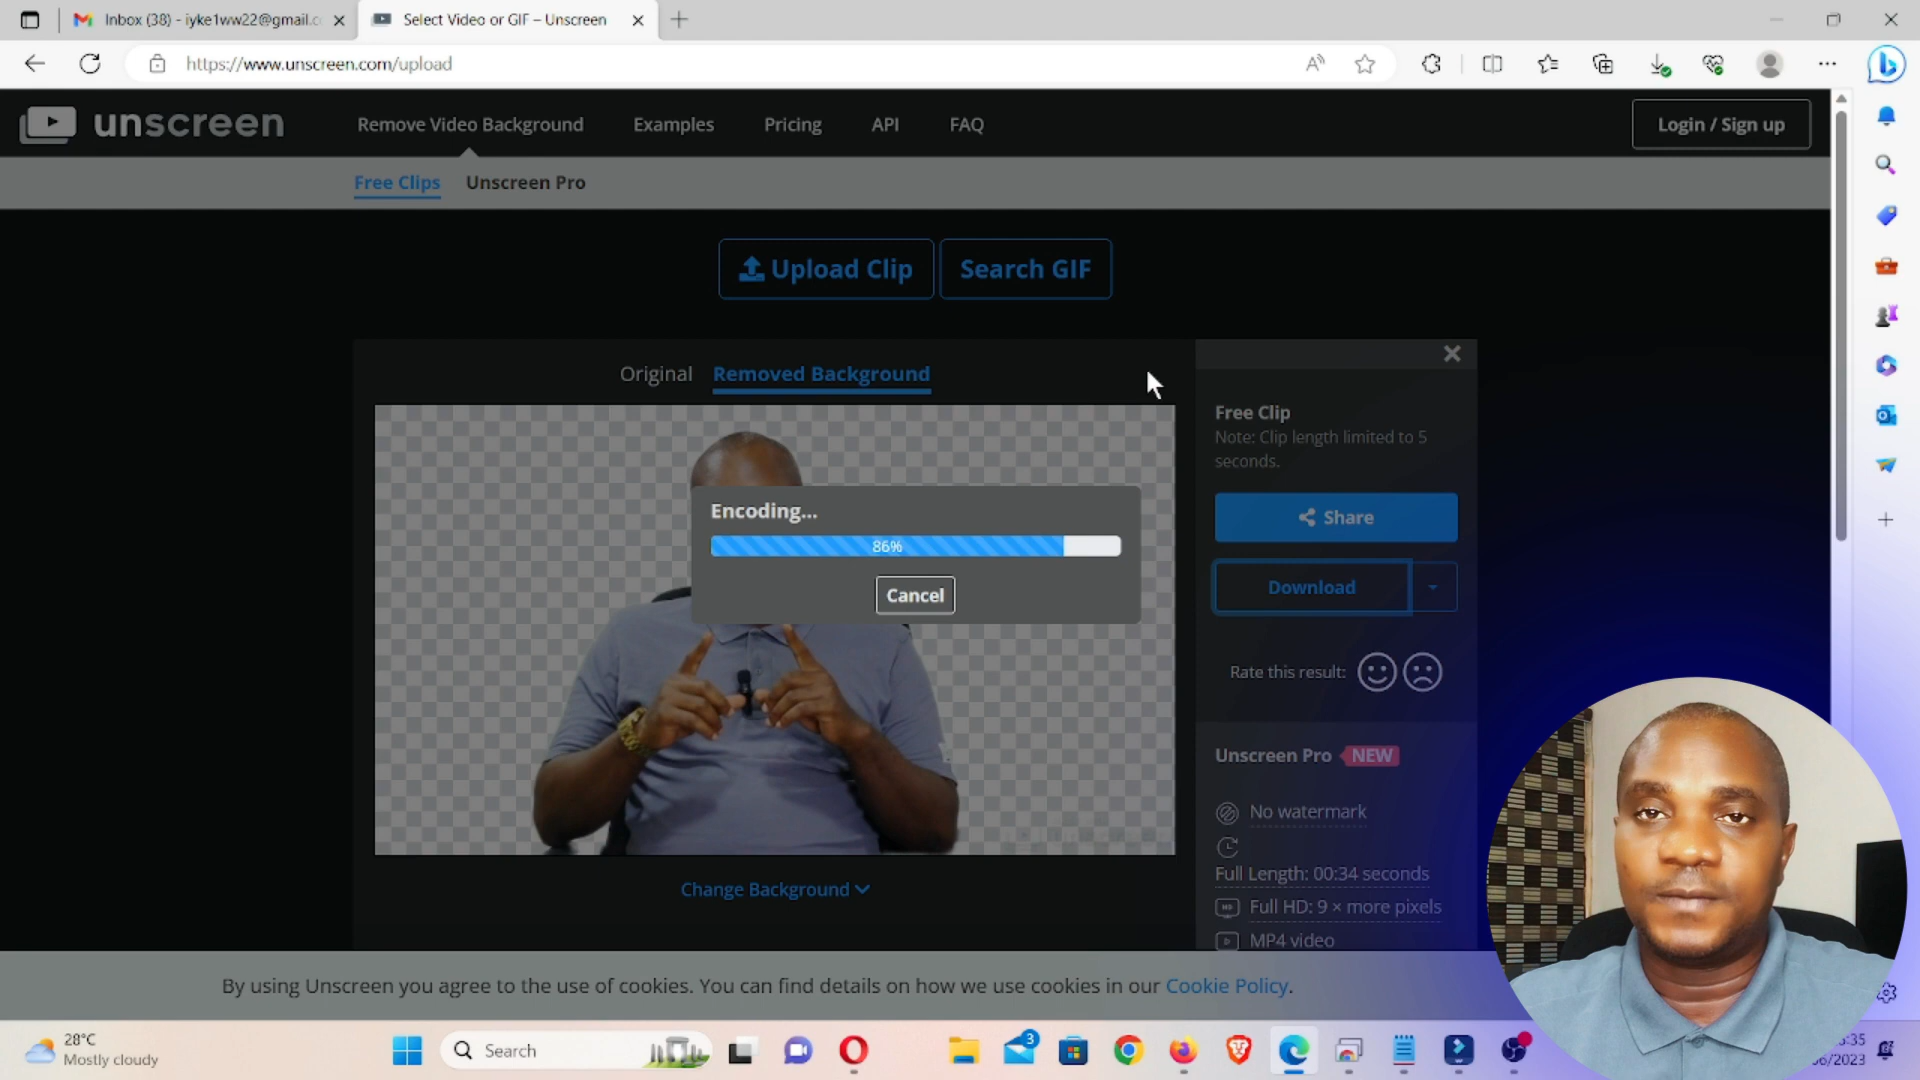 Inbox (38) - iyke1ww22@gmail.c
Select Video or GIF – Unscreen
https://www.unscreen.com/upload
unscreen
Remove Video Background
Examples
Pricing
API
FAQ
Login / Sign up
Free Clips
Unscreen Pro
Upload Clip
Search GIF
Original
Removed Background
Free Clip
Note: Clip length limited to 5
seconds.
Encoding...
86%
Cancel
Share
Download
Rate this result:
Unscreen Pro NEW
No watermark
Full Length: 00:34 seconds
HD Full HD: 9 × more pixels
MP4 video
Change Background
By using Unscreen you agree to the use of cookies. You can find details on how we use cookies in our Cookie Policy.
28°C
Mostly cloudy
Search
3
:35
/2023